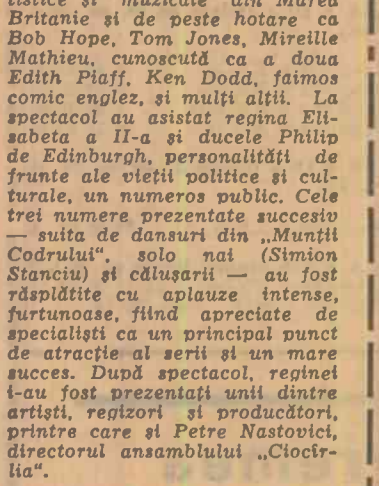 tistice și muzicale din Marea
Britanie și de peste hotare ca
Bob Hope, Tom Jones, Mireille
Mathieu, cunoscută ca a doua
Edith Piaff, Ken Dodd, faimos
comic englez, și mulți alții. La
spectacol au asistat regina Eli-
sabeta a II-a și ducele Philip
de Edinburgh, personalități de
frunte ale vieții politice și cul-
turale, un numeros public. Cele
trei numere prezentate succesiv
— suita de dansuri din „Munții
Codrului“, solo nai (Simion
Stanciu) și călușarii — au fost
răsplătite cu aplauze intense,
furtunoase, fiind apreciate de
specialiști ca un principal punct
de atracție al serii și un mare
succes. După spectacol, reginei
i-au fost prezentați unii dintre
artiști, regizori și producători,
printre care și Petre Nastovici,
directorul ansamblului „Ciocîr-
lia“.